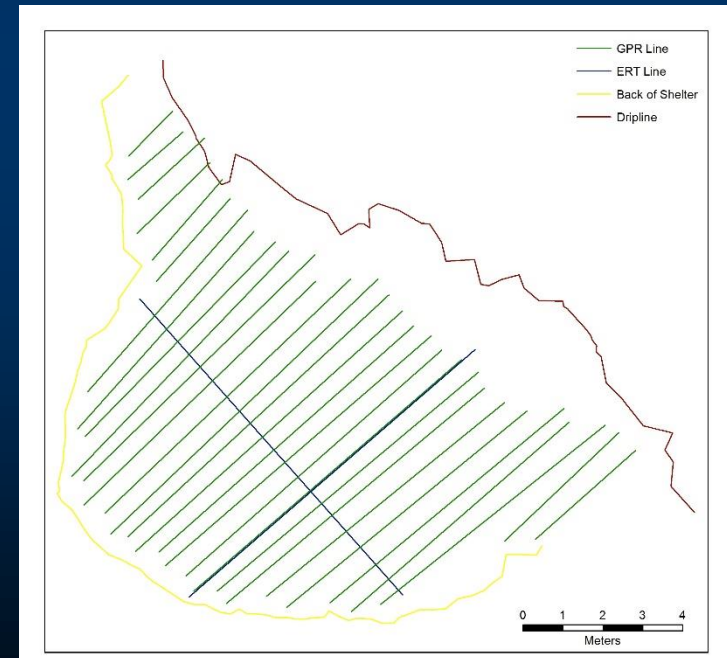 GPR Line
ERT Line
Back of Shelter
Dripline
0 1 2 3 4
Meters